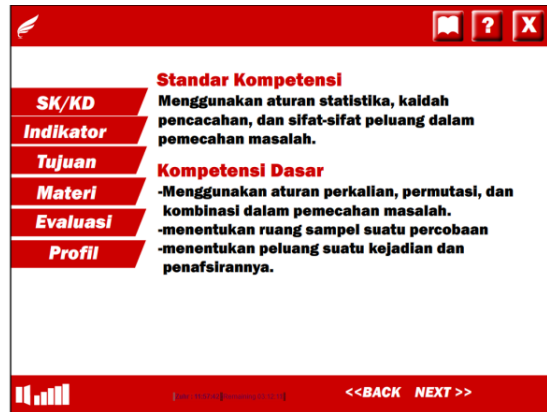 ? X
Standar Kompetensi
Menggunakan aturan statistika, kaidah
pencacahan, dan sifat-sifat peluang dalam
pemecahan masalah.
Kompetensi Dasar
-Menggunakan aturan perkalian, permutasi, dan
kombinasi dalam pemecahan masalah.
-menentukan ruang sampel suatu percobaan
-menentukan peluang suatu kejadian dan
penafsirannya.
SK/KD
Indikator
Tujuan
Materi
Evaluasi
Profil
<<BACK NEXT >>